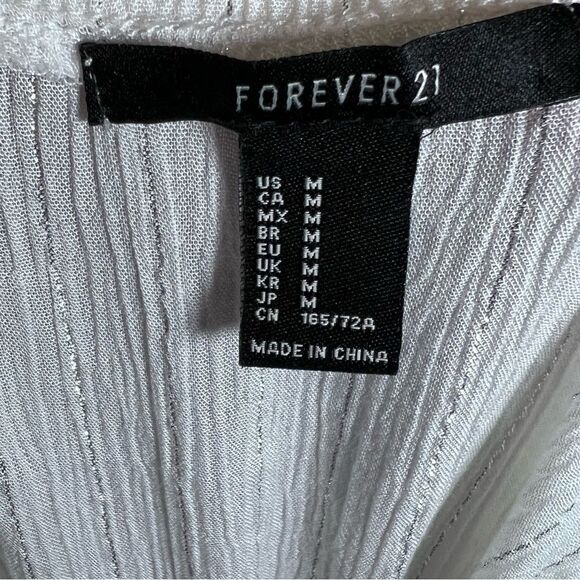 FOREVER 21
US M
CA M
MX M
BR M
EU M
UK M
KR M
JP M
CN 165/72A
MADE IN CHINA